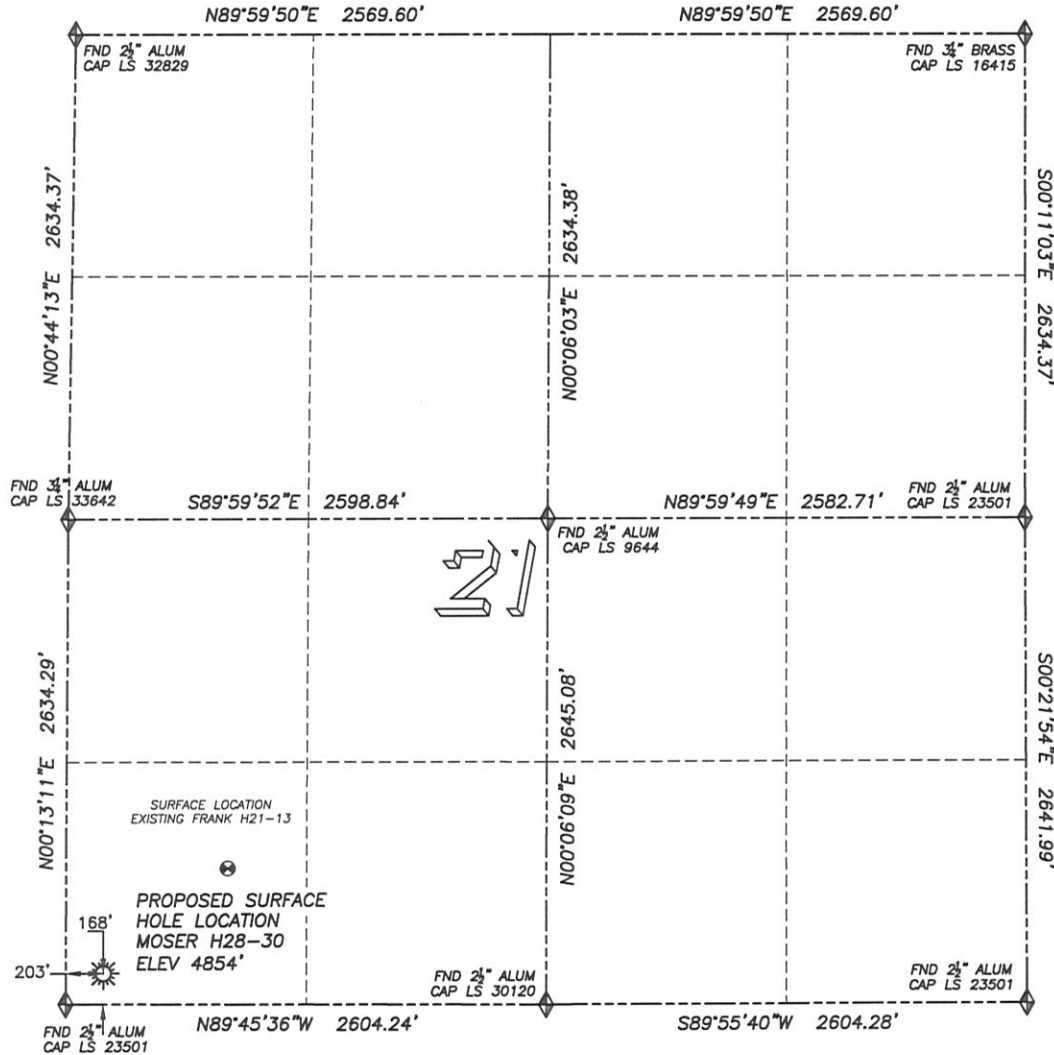 N89°59'50"E 2569.60'
N89°59'50"E 2569.60'
FND 2½" ALUM
CAP LS 32829
FND 3¼" BRASS
CAP LS 16415
N00°44'13"E 2634.37'
N00°06'03"E 2634.38'
S00°11'03"E 2634.37'
FND 3¼" ALUM
CAP LS 33642
S89°59'52"E 2598.84'
N89°59'49"E 2582.71'
FND 2½" ALUM
CAP LS 23501
FND 2½" ALUM
CAP LS 9644
21
N00°13'11"E 2634.29'
N00°06'09"E 2645.08'
S00°21'54"E 2641.99'
SURFACE LOCATION
EXISTING FRANK H21-13
PROPOSED SURFACE
HOLE LOCATION
MOSER H28-30
ELEV 4854'
168'
203'
FND 2½" ALUM
CAP LS 30120
FND 2½" ALUM
CAP LS 23501
FND 2½" ALUM
CAP LS 23501
N89°45'36"W 2604.24'
S89°55'40"W 2604.28'